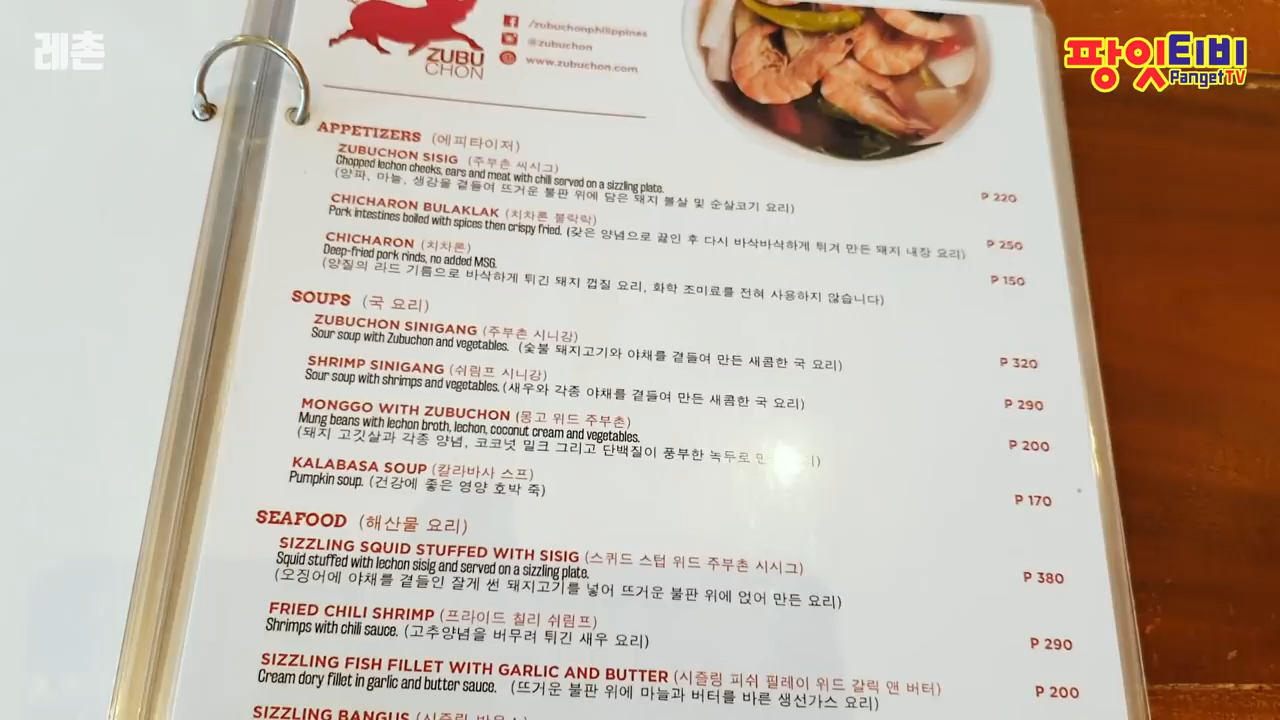 레촌
팡잇티비
PangetTV
ZUBU
CHON
/zubuchonphilippines
@zubuchon
www.zubuchon.com
APPETIZERS (에피타이저)
ZUBUCHON SISIG (주부촌 씨시그)
Chopped lechon cheeks, ears and meat with chili served on a sizzling plate.
(양파, 마늘, 생강을 곁들여 뜨거운 불판 위에 담은 돼지 볼살 및 순살코기 요리) ₱ 220
CHICHARON BULAKLAK (치차론 불락락)
Pork intestines boiled with spices then crispy fried. (갖은 양념으로 끓인 후 다시 바삭바삭하게 튀겨 만든 돼지 내장 요리) ₱ 250
CHICHARON (치차론)
Deep-fried pork rinds, no added MSG. ₱ 150
(양질의 라드 기름으로 바삭하게 튀긴 돼지 껍질 요리, 화학 조미료를 전혀 사용하지 않습니다)
SOUPS (국 요리)
ZUBUCHON SINIGANG (주부촌 시니강)
Sour soup with Zubuchon and vegetables. (숯불 돼지고기와 야채를 곁들여 만든 새콤한 국 요리) ₱ 320
SHRIMP SINIGANG (쉬림프 시니강)
Sour soup with shrimps and vegetables. (새우와 각종 야채를 곁들여 만든 새콤한 국 요리) ₱ 290
MONGGO WITH ZUBUCHON (몽고 위드 주부촌)
Mung beans with lechon broth, lechon, coconut cream and vegetables. ₱ 200
(돼지 고깃살과 각종 양념, 코코넛 밀크 그리고 단백질이 풍부한 녹두로
KALABASA SOUP (칼라바사 스프)
Pumpkin soup. (건강에 좋은 영양 호박 죽) ₱ 170
SEAFOOD (해산물 요리)
SIZZLING SQUID STUFFED WITH SISIG (스퀴드 스텁 위드 주부촌 시시그)
Squid stuffed with lechon sisig and served on a sizzling plate. ₱ 380
(오징어에 야채를 곁들인 잘게 썬 돼지고기를 넣어 뜨거운 불판 위에 얹어 만든 요리)
FRIED CHILI SHRIMP (프라이드 칠리 쉬림프)
Shrimps with chili sauce. (고추양념을 버무려 튀긴 새우 요리) ₱ 290
SIZZLING FISH FILLET WITH GARLIC AND BUTTER (시즐링 피쉬 필레이 위드 갈릭 앤 버터)
Cream dory fillet in garlic and butter sauce. (뜨거운 불판 위에 마늘과 버터를 바른 생선가스 요리) ₱ 200
SIZZLING BANGUS (시즐링